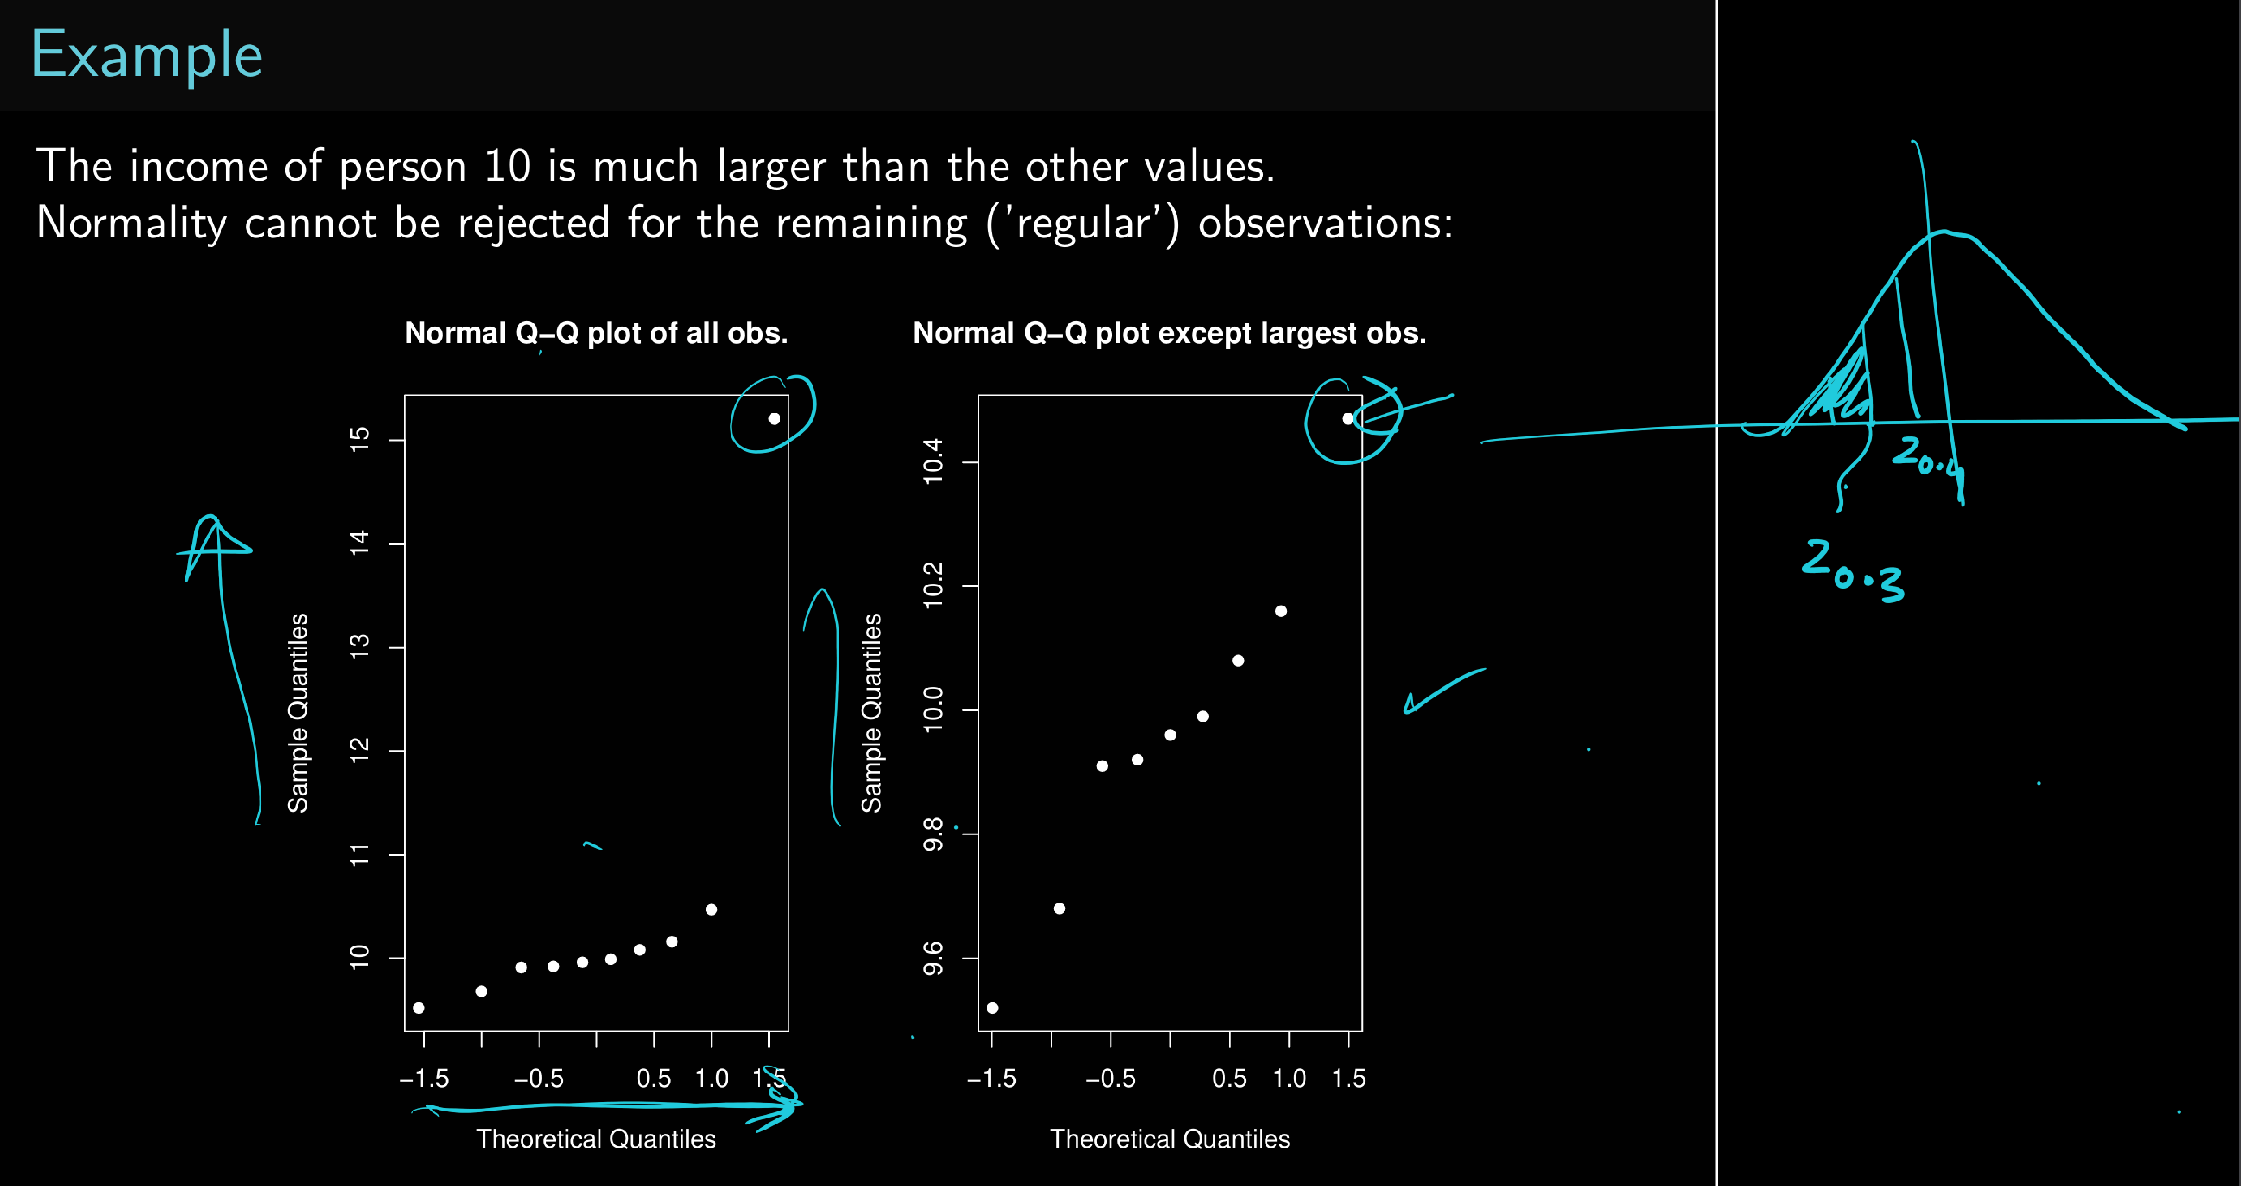 Example
The income of person 10 is much larger than the other values.
Normality cannot be rejected for the remaining ('regular') observations:
Normal Q–Q plot of all obs.
Sample Quantiles
15
14
13
12
11
10
−1.5 −0.5 0.5 1.0 1.5
Theoretical Quantiles
Normal Q–Q plot except largest obs.
Sample Quantiles
10.4
10.2
10.0
9.8
9.6
−1.5 −0.5 0.5 1.0 1.5
Theoretical Quantiles
z0.4
z0.3